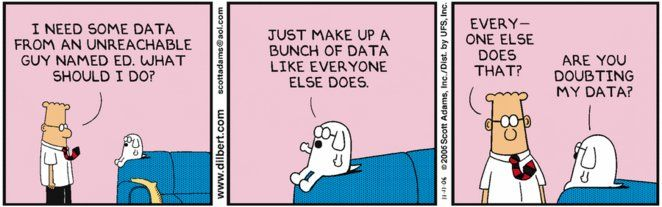 I NEED SOME DATA
FROM AN UNREACHABLE
GUY NAMED ED. WHAT
SHOULD I DO?
www.dilbert.com scottadams@aol.com
JUST MAKE UP A
BUNCH OF DATA
LIKE EVERYONE
ELSE DOES.
11-11-06 © 2006 Scott Adams, Inc./Dist. by UFS, Inc.
EVERY-
ONE ELSE
DOES
THAT?
ARE YOU
DOUBTING
MY DATA?